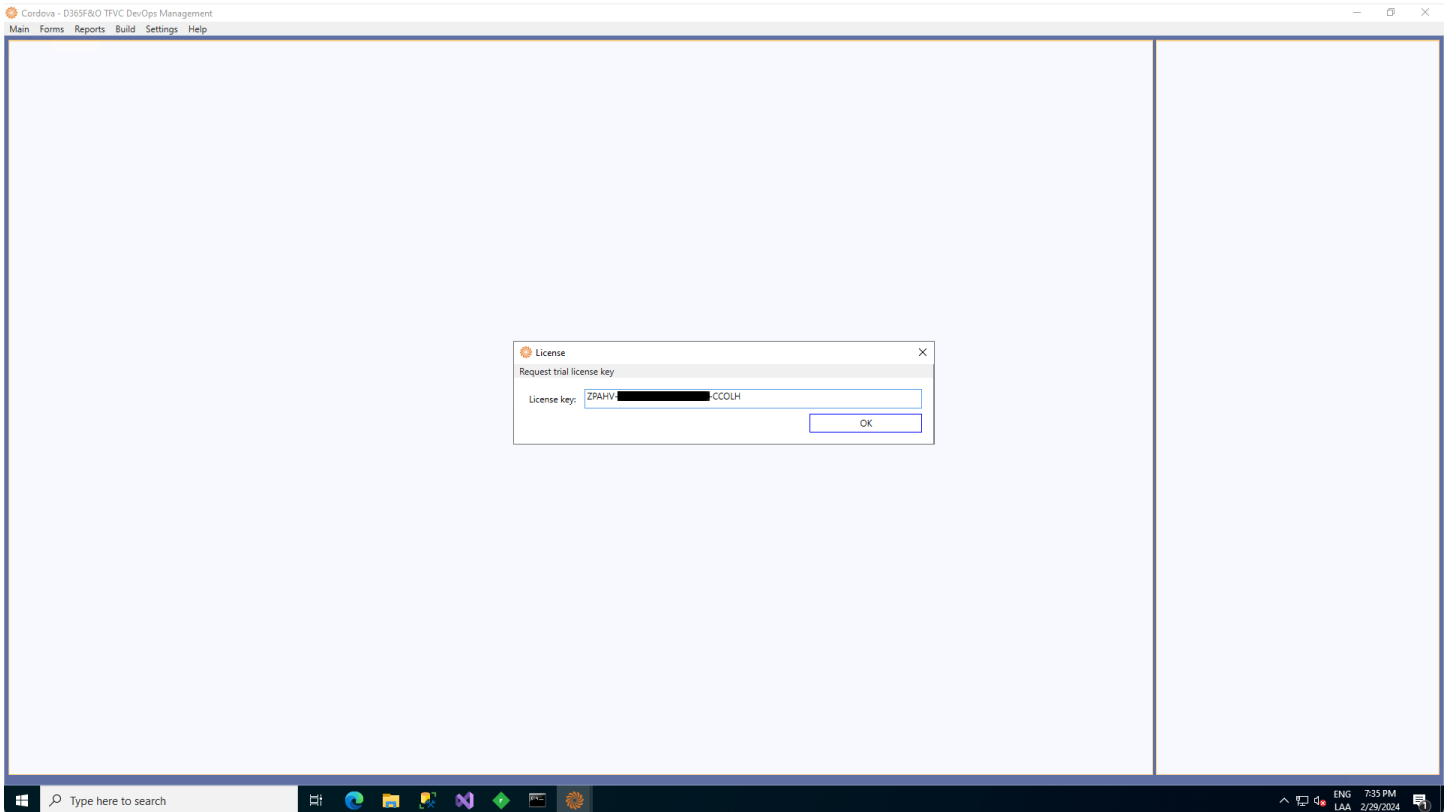 Cordova - D365F&O TFVC DevOps Management
Main Forms Reports Build Settings Help
License
Request trial license key
License key: ZPAHV- -CCOLH
OK
Type here to search
ENG 7:35 PM
LAA 2/29/2024
1